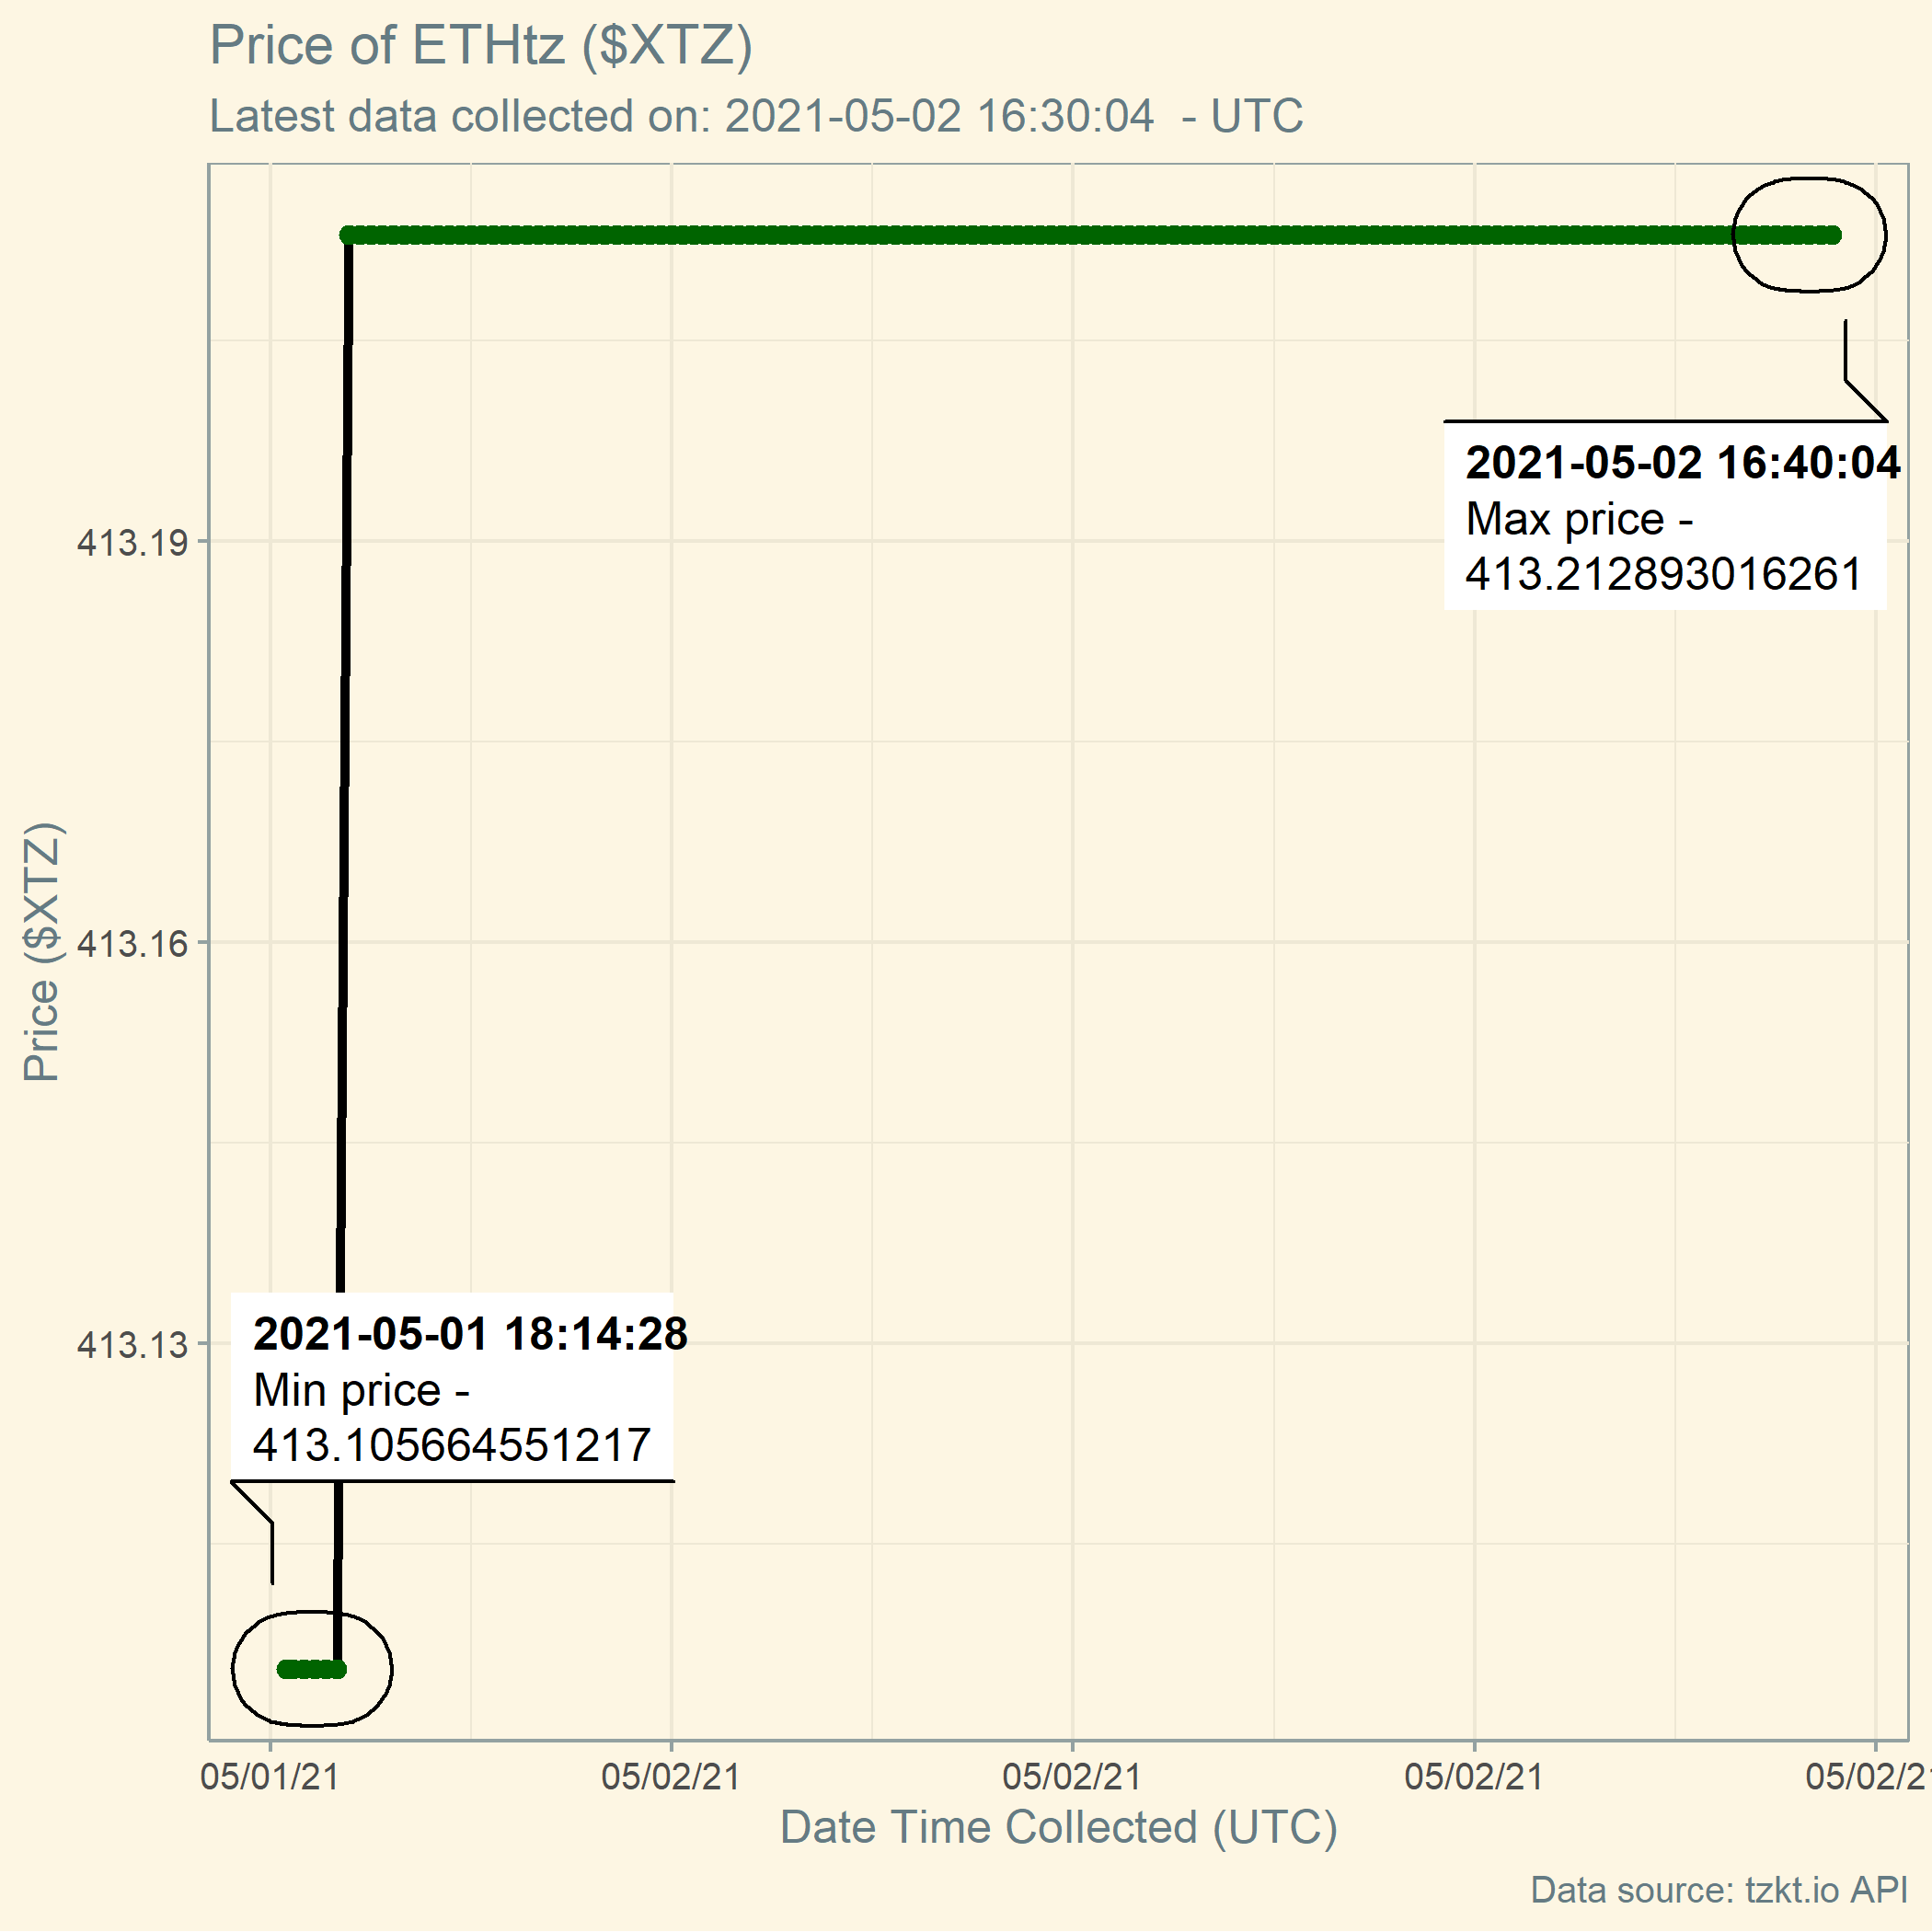 Price of ETHtz ($XTZ)
Latest data collected on: 2021-05-02 16:30:04 - UTC
2021-05-02 16:40:04
Max price -
413.212893016261
413.19
Price ($XTZ)
413.16
413.13
2021-05-01 18:14:28
Min price -
413.105664551217
05/01/21 05/02/21 05/02/21 05/02/21 05/02/21
Date Time Collected (UTC)
Data source: tzkt.io API